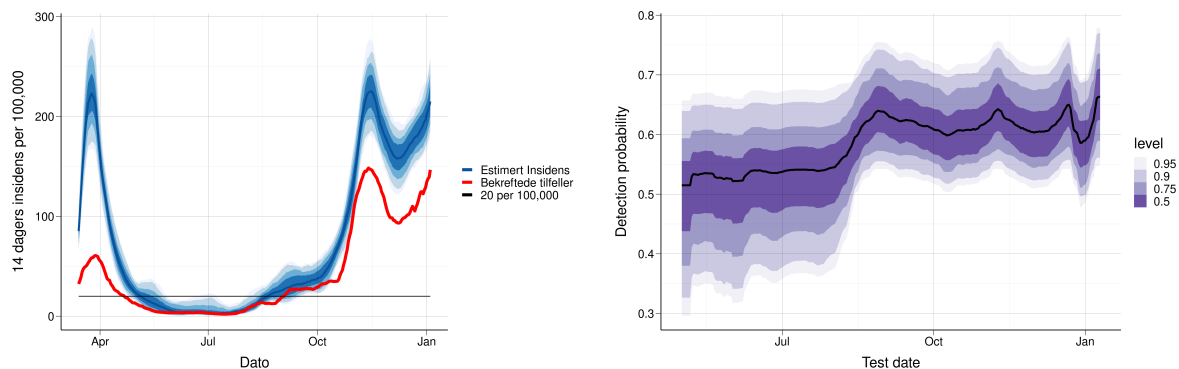 300
200
100
0
14 dagers insidens per 100,000
Apr
Jul
Oct
Jan
Dato
Estimert Insidens
Bekreftede tilfeller
20 per 100,000
0.8
0.7
0.6
0.5
0.4
0.3
Detection probability
Jul
Oct
Jan
Test date
level
0.95
0.9
0.75
0.5